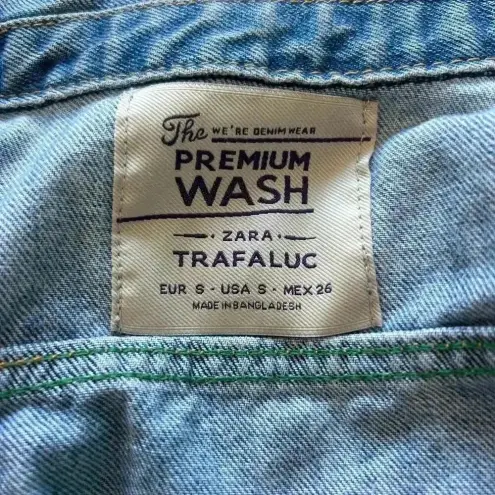 The WE'RE DENIMWEAR
PREMIUM
WASH
• ZARA •
TRAFALUC
EUR S • USA S • MEX 26
MADE IN BANGLADESH